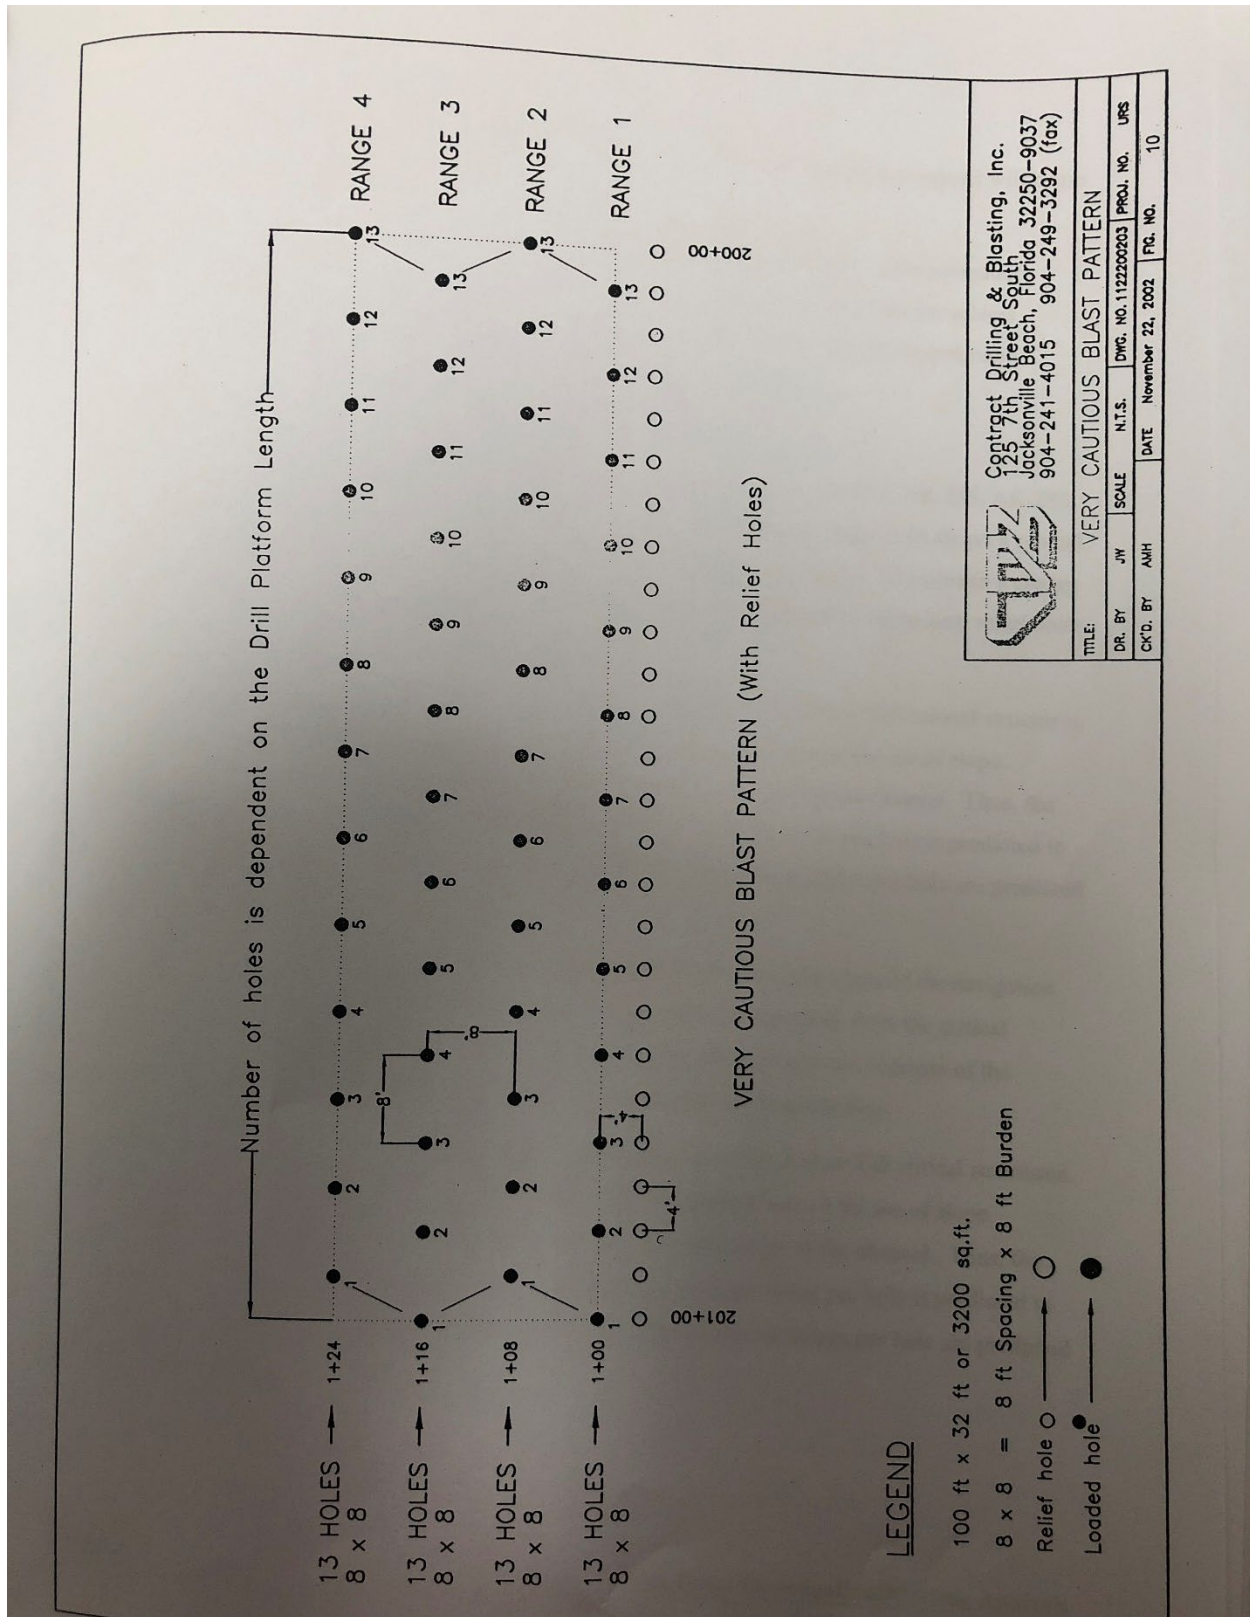 Number of holes is dependent on the Drill Platform Length
13 HOLES 1+24
8 x 8
1 2 3 4 5 6 7 8 9 10 11 12 13
RANGE 4
8'
13 HOLES 1+16
8 x 8
1 2 3 4 5 6 7 8 9 10 11 12 13
RANGE 3
8'
13 HOLES 1+08
8 x 8
1 2 3 4 5 6 7 8 9 10 11 12 13
RANGE 2
13 HOLES 1+00
8 x 8
1 2 3 4 5 6 7 8 9 10 11 12 13
RANGE 1
4'
4'
201+00
200+00
VERY CAUTIOUS BLAST PATTERN (With Relief Holes)
LEGEND
100 ft x 32 ft or 3200 sq.ft.
8 x 8 = 8 ft Spacing x 8 ft Burden
Relief hole
Loaded hole
Contract Drilling & Blasting, Inc.
125 7th Street South
Jacksonville Beach, Florida 32250-9037
904-241-4015 904-249-3292 (fax)
TITLE: VERY CAUTIOUS BLAST PATTERN
DR. BY JW SCALE N.T.S. DWG. NO. 1122200203 PROJ. NO. URS
CK'D. BY AMH DATE November 22, 2002 FIG. NO. 10